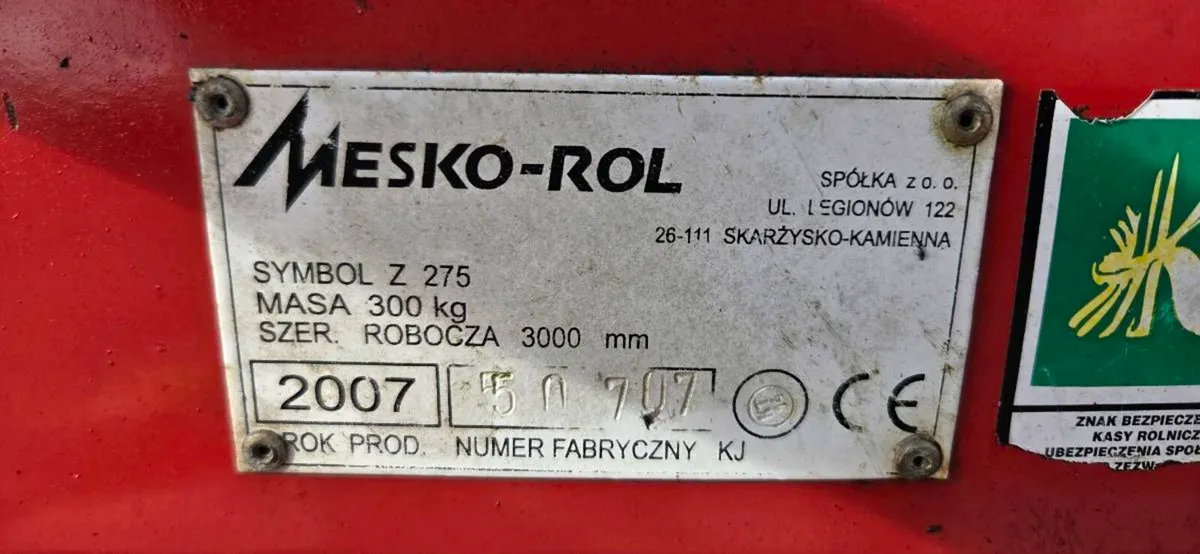 MESKO-ROL
SPÓŁKA z o. o.
UL. LEGIONÓW 122
26-111 SKARŻYSKO-KAMIENNA
SYMBOL Z 275
MASA 300 kg
SZER. ROBOCZA 3000 mm
2007 50 707 CE
ROK PROD. NUMER FABRYCZNY KJ
ZNAK BEZPIECZE
KASY ROLNICZ
UBEZPIECZENIA SPOŁ